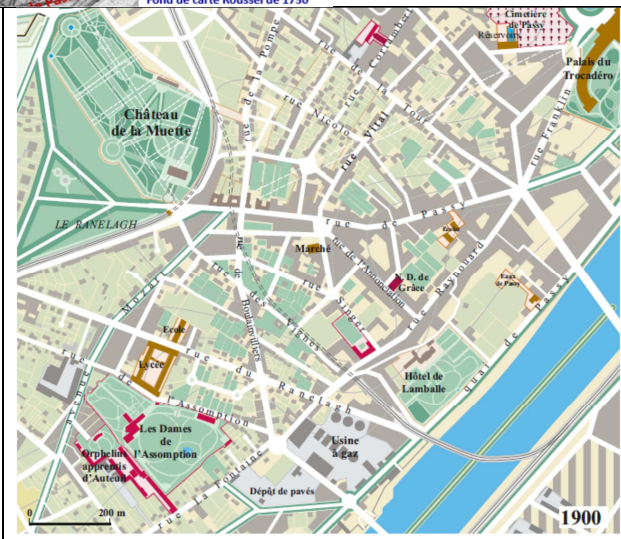 Fond de carte Roussel de 1730
Cimetière
de Passy
Réservoirs
Palais du
Trocadéro
Château
de la Muette
rue de la Pompe
rue de la Tour
rue Nicolo
rue Vital
rue Franklin
LE RANELAGH
rue de Passy
Marché
rue de l'Annonciation
N. D. de
Grâce
rue Raynouard
Eaux
de Passy
quai de Passy
avenue Mozart
rue de Boulainvilliers
rue des Vignes
rue Singer
Ecole
Lycée
rue du Ranelagh
Hôtel de
Lamballe
rue de l'Assomption
Les Dames
de
l'Assomption
Orphelins
apprentis
d'Auteuil
Usine
à gaz
rue La Fontaine
Dépôt de pavés
0 200 m
1900